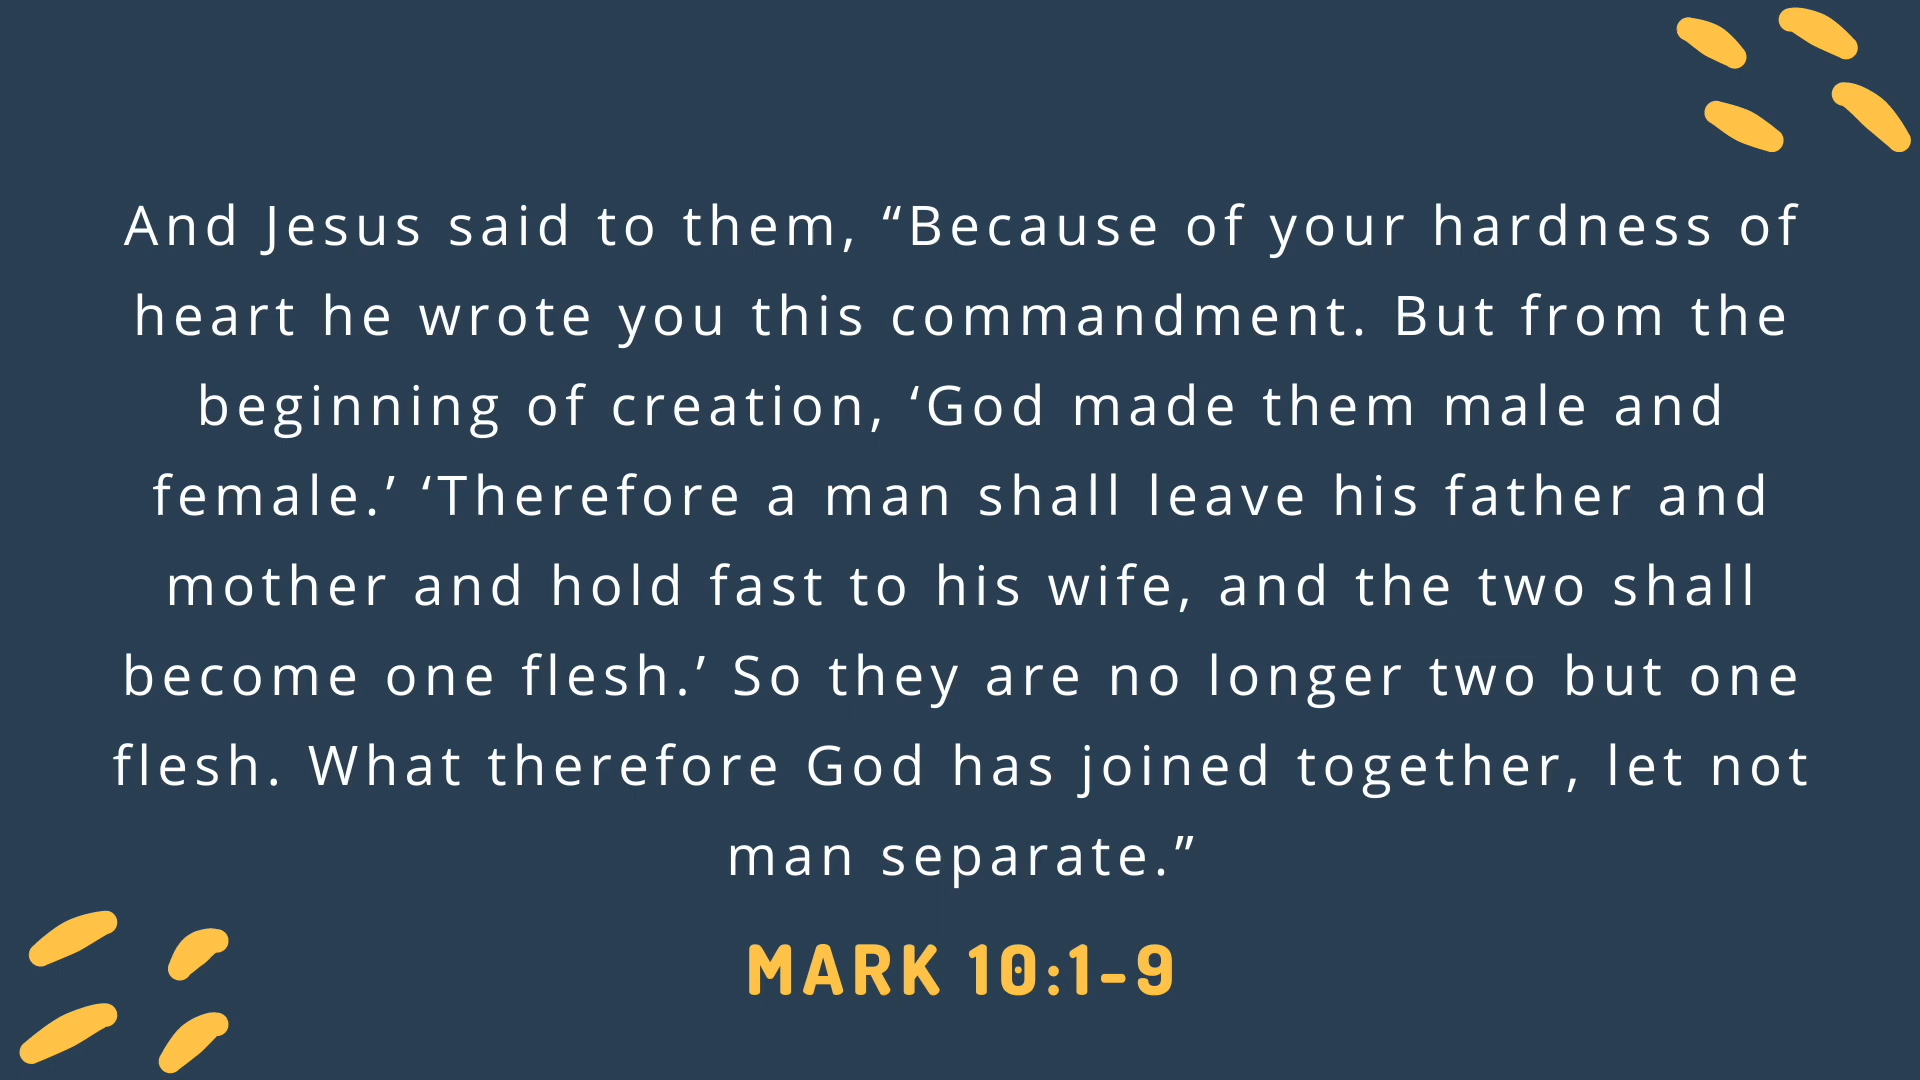 And Jesus said to them, “Because of your hardness of
heart he wrote you this commandment. But from the
beginning of creation, ‘God made them male and
female.’ ‘Therefore a man shall leave his father and
mother and hold fast to his wife, and the two shall
become one flesh.’ So they are no longer two but one
flesh. What therefore God has joined together, let not
man separate.”
MARK 10:1-9